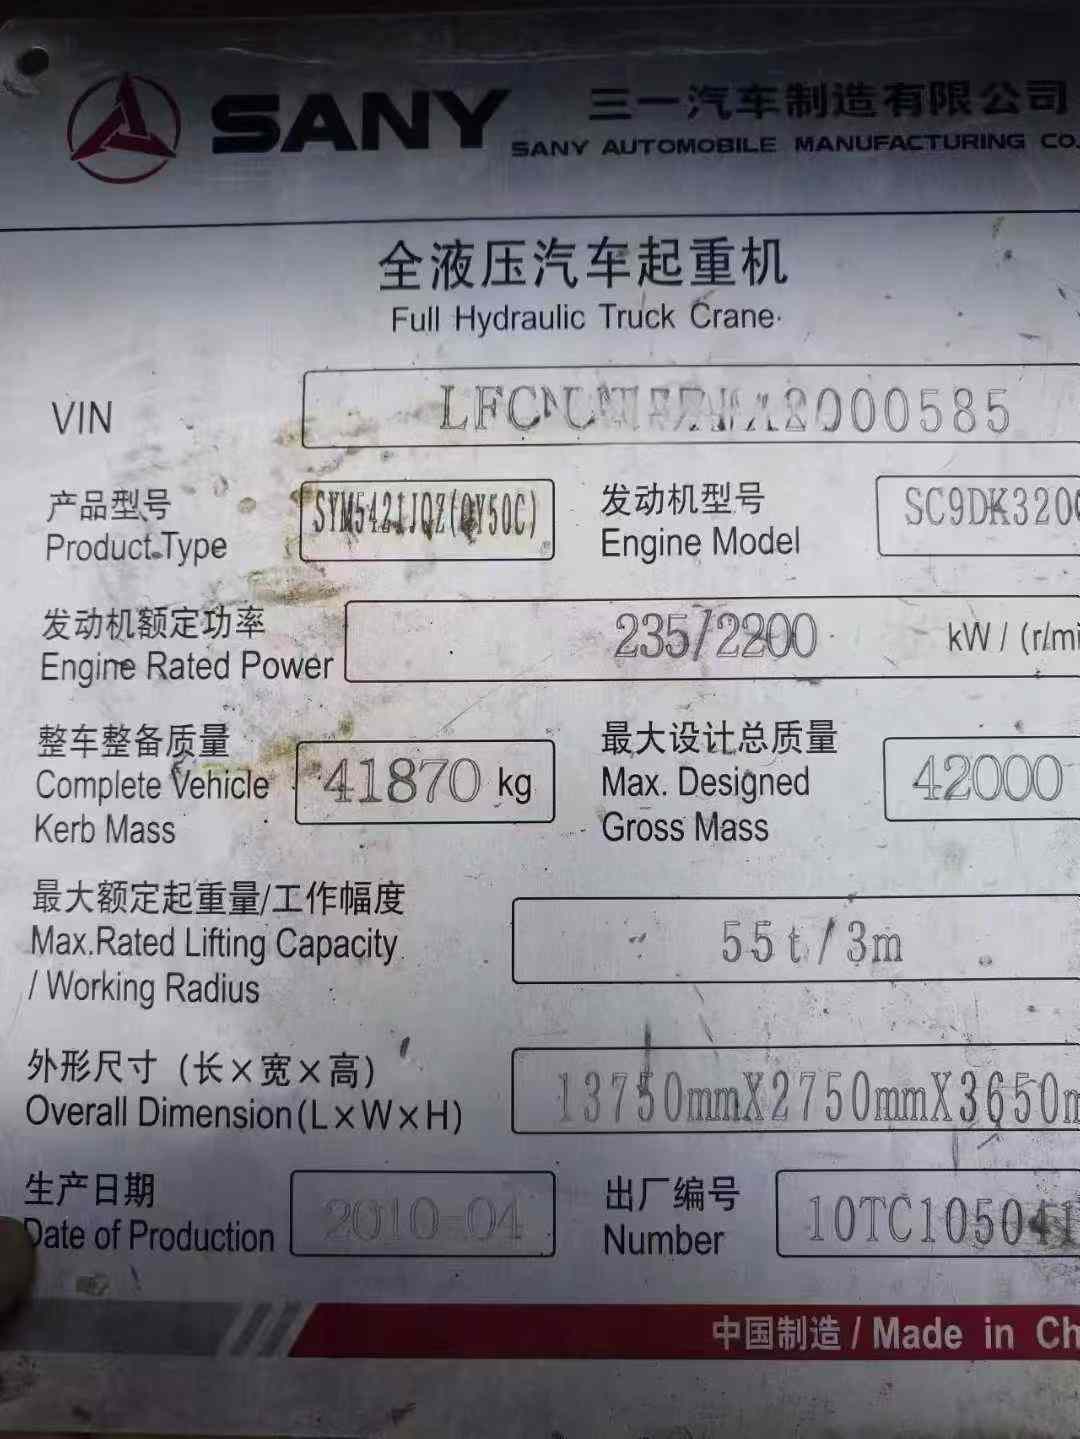 SANY
三一汽车制造有限公司
SANY AUTOMOBILE MANUFACTURING CO.
全液压汽车起重机
Full Hydraulic Truck Crane
VIN
产品型号
Product Type
SYM5421JQZ(QY50C)
发动机型号
Engine Model
SC9DK320
发动机额定功率
Engine Rated Power
235/2200 kW / (r/mi
整车整备质量
Complete Vehicle
Kerb Mass
41870 kg
最大设计总质量
Max. Designed
Gross Mass
42000
最大额定起重量/工作幅度
Max.Rated Lifting Capacity
/ Working Radius
55t/3m
外形尺寸（长×宽×高）
Overall Dimension(L×W×H)
13750mmX2750mmX3650m
生产日期
Date of Production
2010-04
出厂编号
Number
10TC105041
中国制造 / Made in Ch